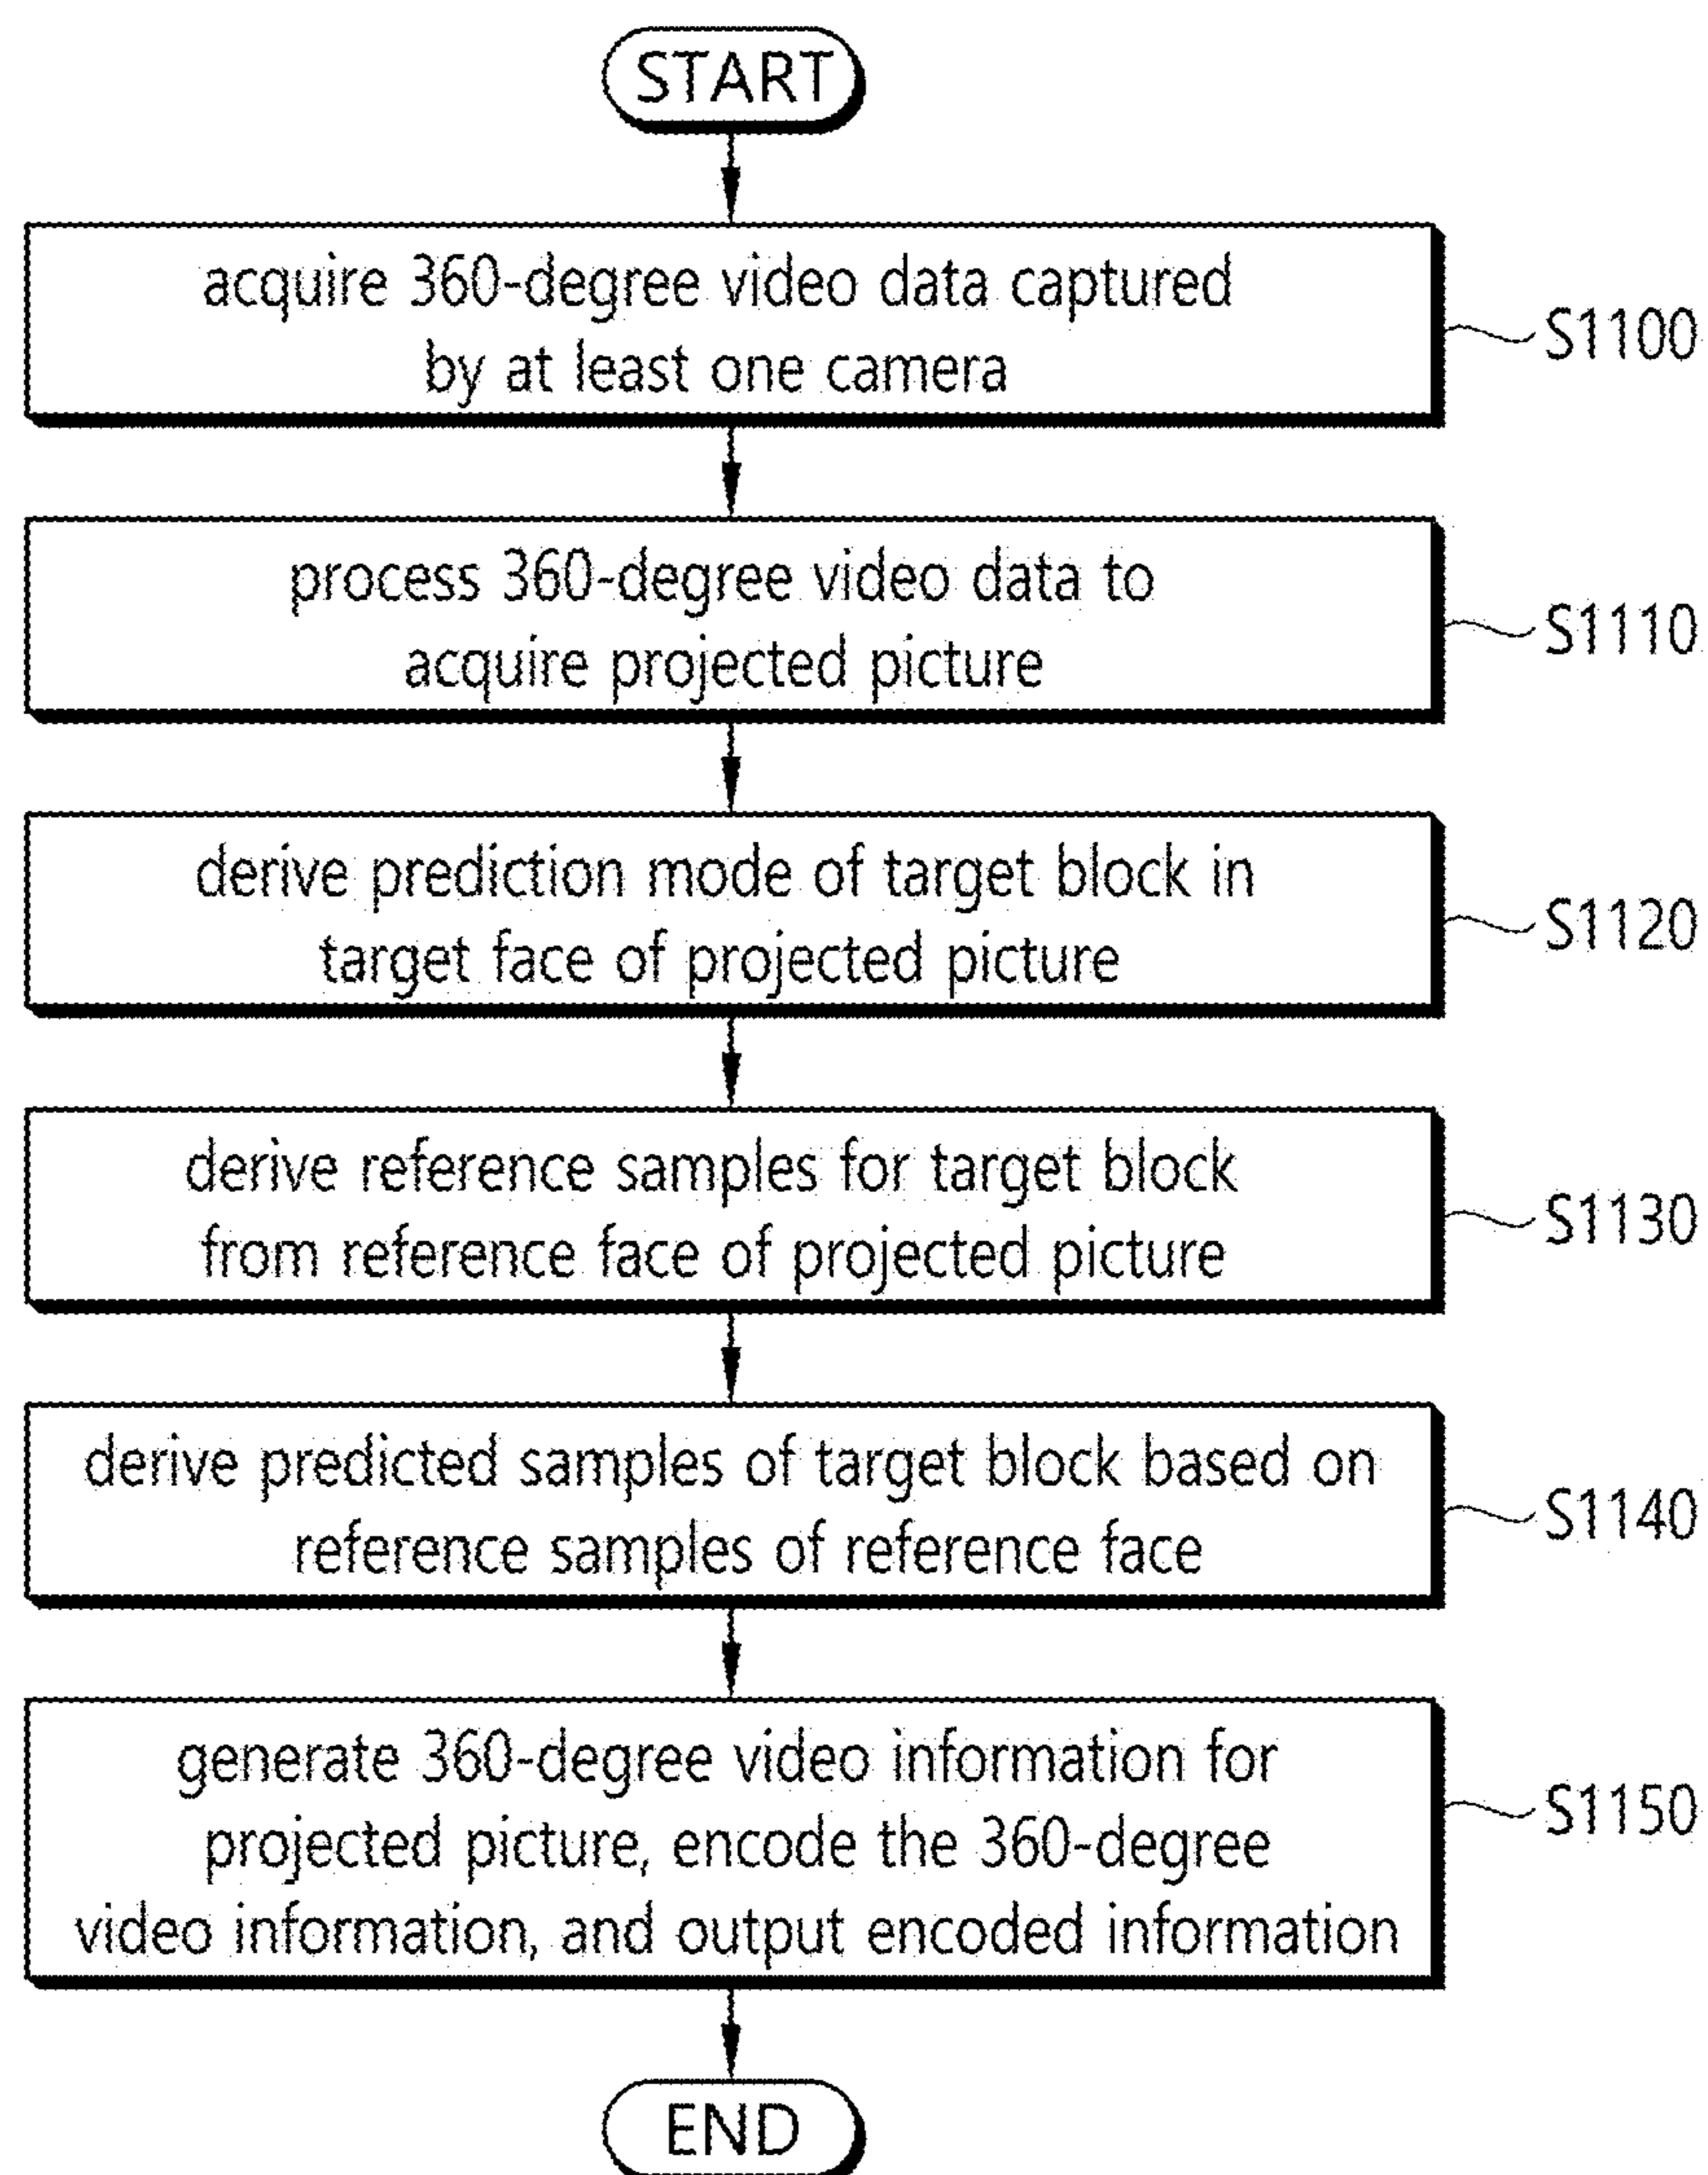 START
acquire 360-degree video data captured
by at least one camera
S1100
process 360-degree video data to
acquire projected picture
S1110
derive prediction mode of target block in
target face of projected picture
S1120
derive reference samples for target block
from reference face of projected picture
S1130
derive predicted samples of target block based on
reference samples of reference face
S1140
generate 360-degree video information for
projected picture, encode the 360-degree
video information, and output encoded information
S1150
END